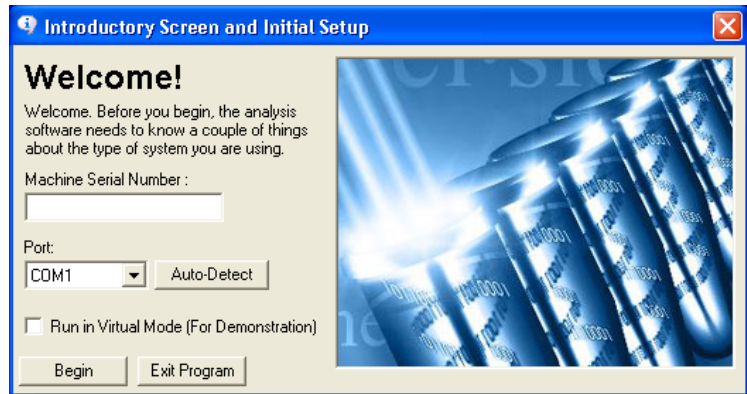 Introductory Screen and Initial Setup
Welcome!
Welcome. Before you begin, the analysis
software needs to know a couple of things
about the type of system you are using.
Machine Serial Number :
Port:
COM1
Auto-Detect
Run in Virtual Mode (For Demonstration)
Begin
Exit Program